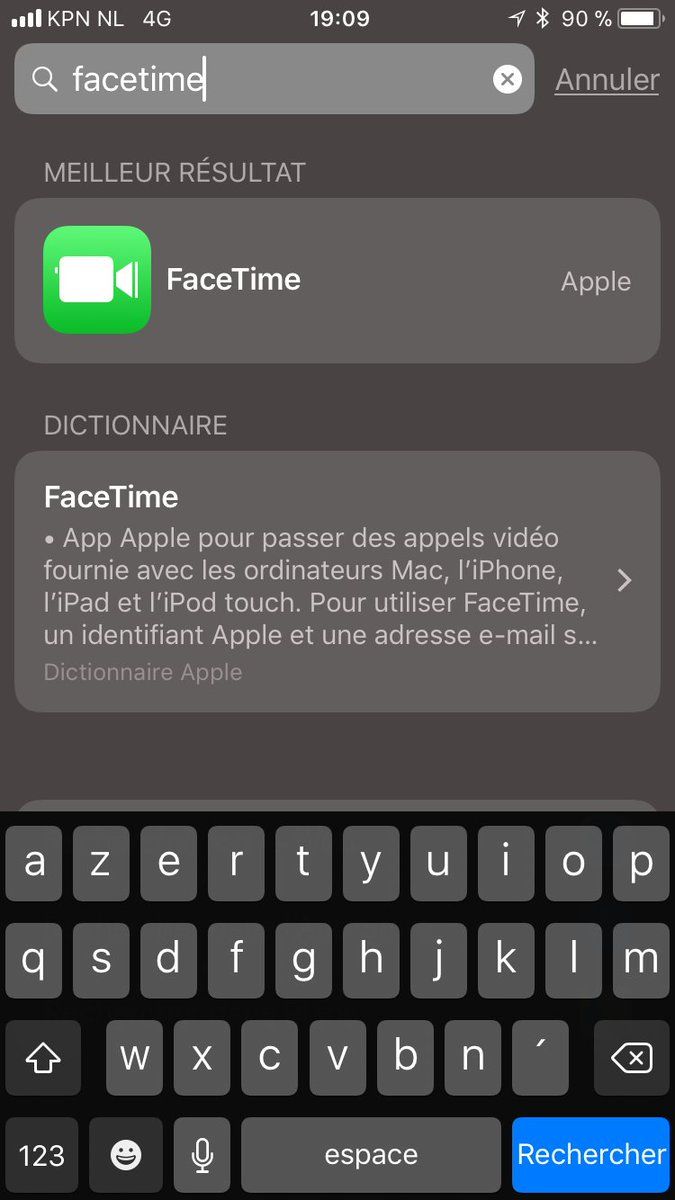 KPN NL 4G 19:09 90 %
facetime Annuler
MEILLEUR RÉSULTAT
FaceTime Apple
DICTIONNAIRE
FaceTime
• App Apple pour passer des appels vidéo
fournie avec les ordinateurs Mac, l’iPhone,
l’iPad et l’iPod touch. Pour utiliser FaceTime,
un identifiant Apple et une adresse e-mail s...
Dictionnaire Apple
a z e r t y u i o p
q s d f g h j k l m
w x c v b n ´
123 espace Rechercher